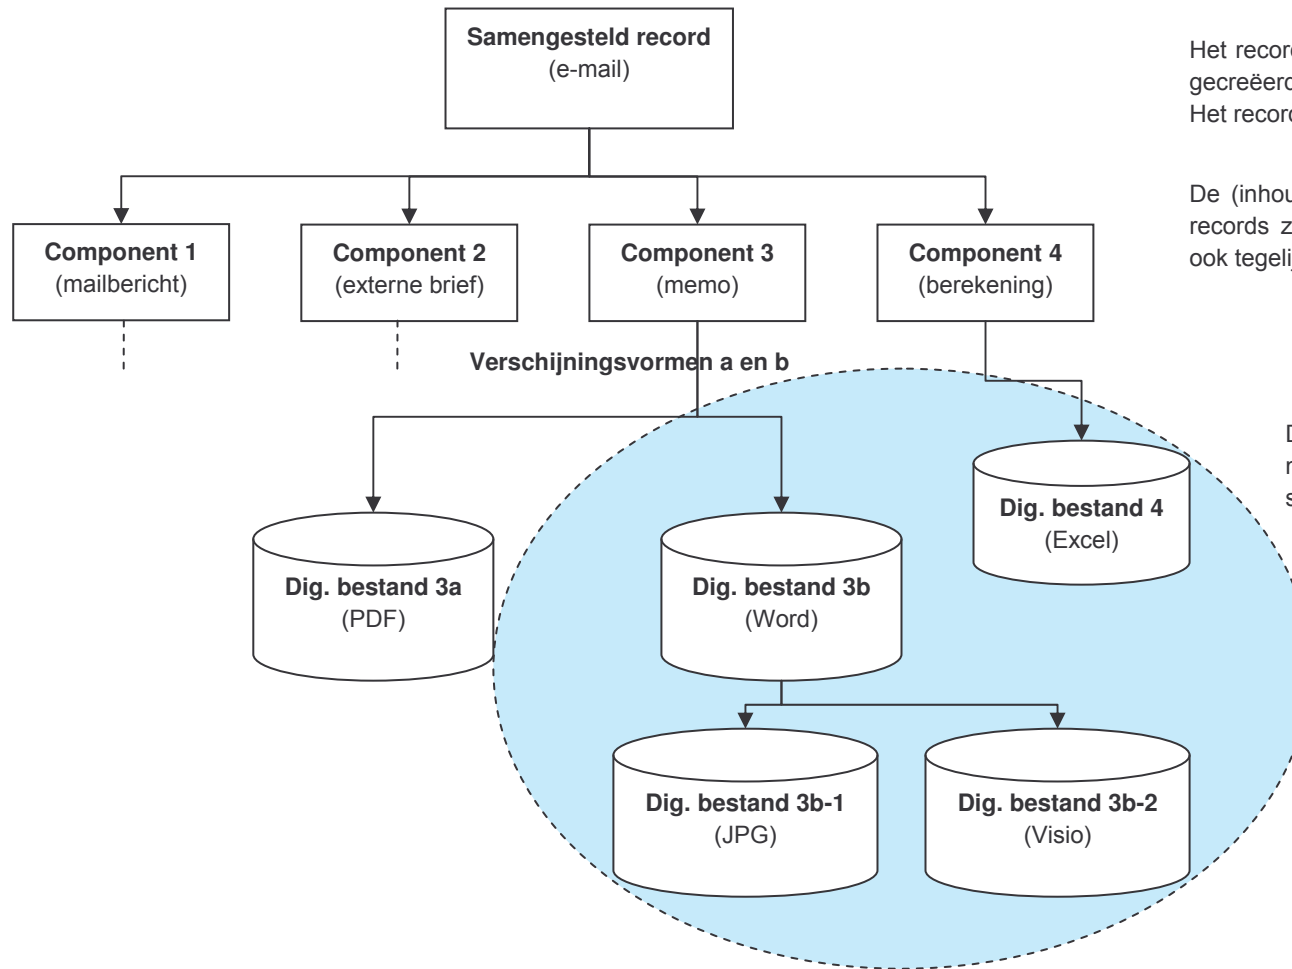 Samengesteld record
(e-mail)
Het record
gecreëerd
Het record
De (inhou
records z
ook tegelij
Component 1
(mailbericht)
Component 2
(externe brief)
Component 3
(memo)
Component 4
(berekening)
Verschijningsvormen a en b
Dig. bestand 3a
(PDF)
Dig. bestand 3b
(Word)
Dig. bestand 4
(Excel)
Dig. bestand 3b-1
(JPG)
Dig. bestand 3b-2
(Visio)